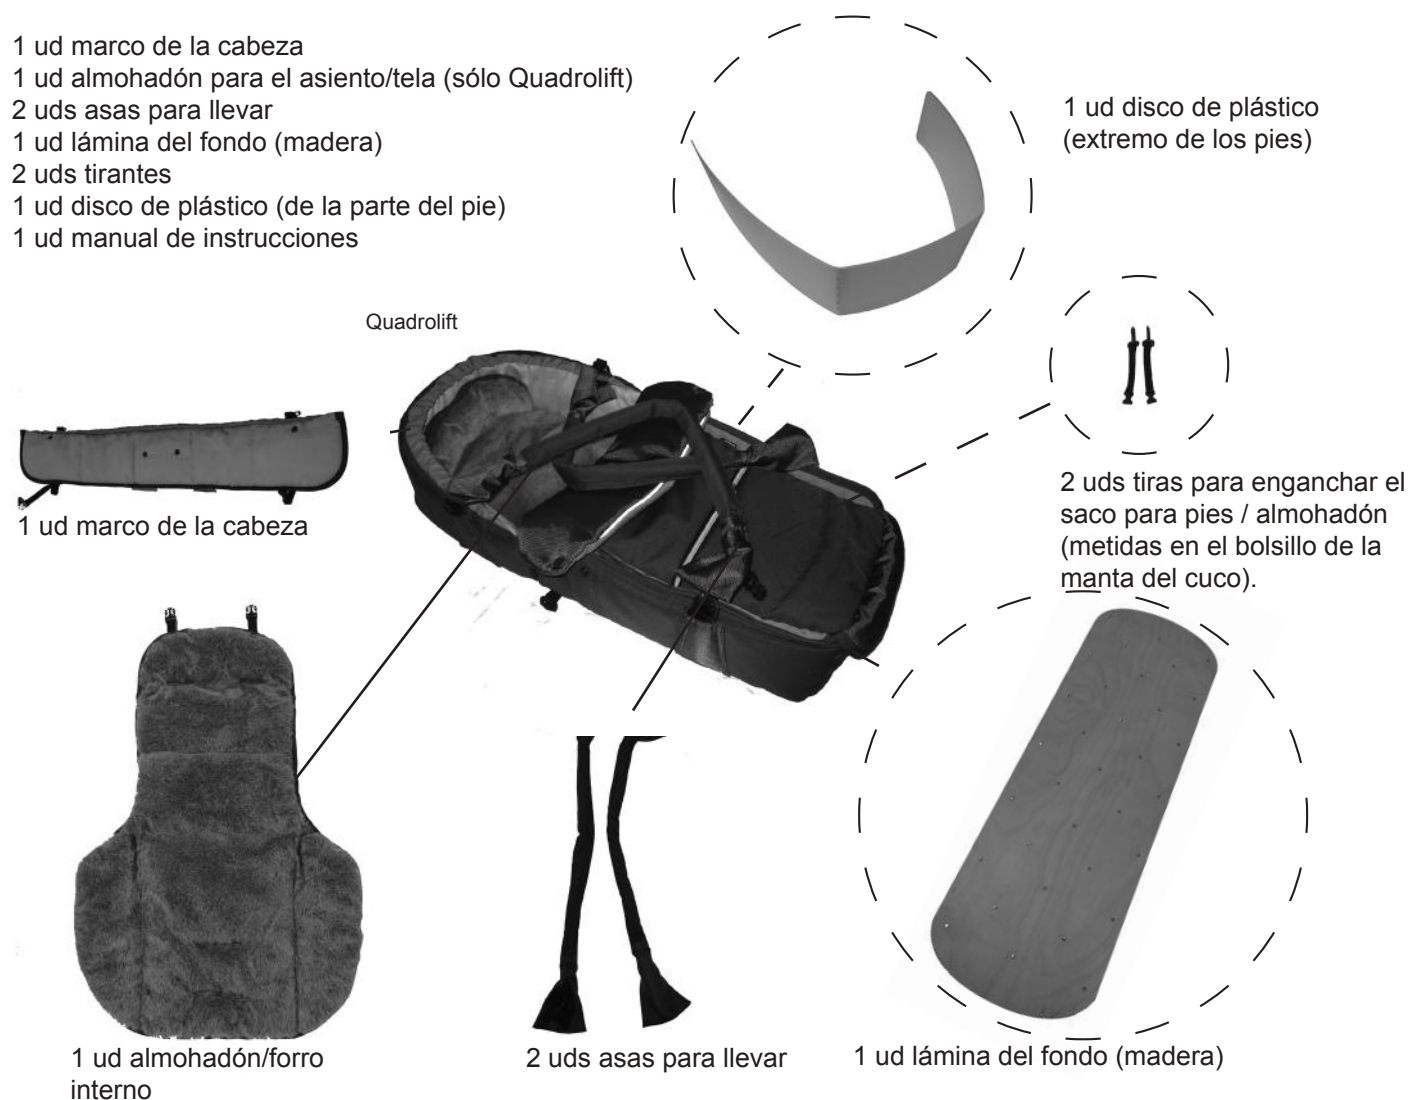 1 ud marco de la cabeza
1 ud almohadón para el asiento/tela (sólo Quadrolift)
2 uds asas para llevar
1 ud lámina del fondo (madera)
2 uds tirantes
1 ud disco de plástico (de la parte del pie)
1 ud manual de instrucciones
1 ud disco de plástico
(extremo de los pies)
Quadrolift
1 ud marco de la cabeza
2 uds tiras para enganchar el
saco para pies / almohadón
(metidas en el bolsillo de la
manta del cuco).
1 ud almohadón/forro
interno
2 uds asas para llevar
1 ud lámina del fondo (madera)